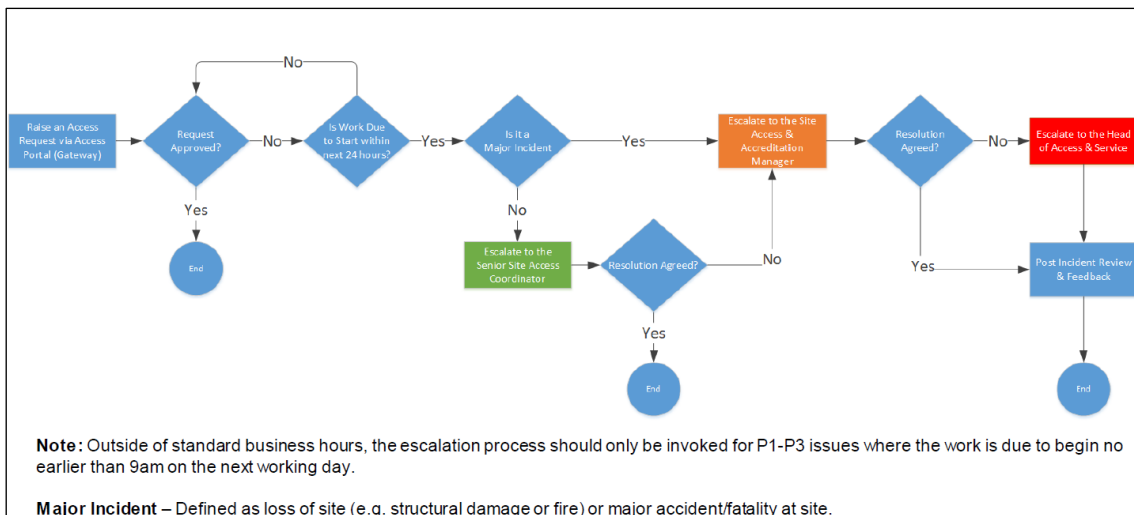 No
Raise an Access
Request via Access
Portal (Gateway)
Request
Approved?
No
Is Work Due
to Start within
next 24 hours?
Yes
Is It a
Major Incident
Yes
Escalate to the Site
Access &
Accreditation
Manager
Resolution
Agreed?
No
Escalate to the Head
of Access & Service
Yes
End
No
Escalate to the
Senior Site Access
Coordinator
Resolution Agreed?
No
Yes
End
Yes
Post Incident Review
& Feedback
End
Note: Outside of standard business hours, the escalation process should only be invoked for P1-P3 issues where the work is due to begin no
earlier than 9am on the next working day.
Major Incident – Defined as loss of site (e.g. structural damage or fire) or major accident/fatality at site.